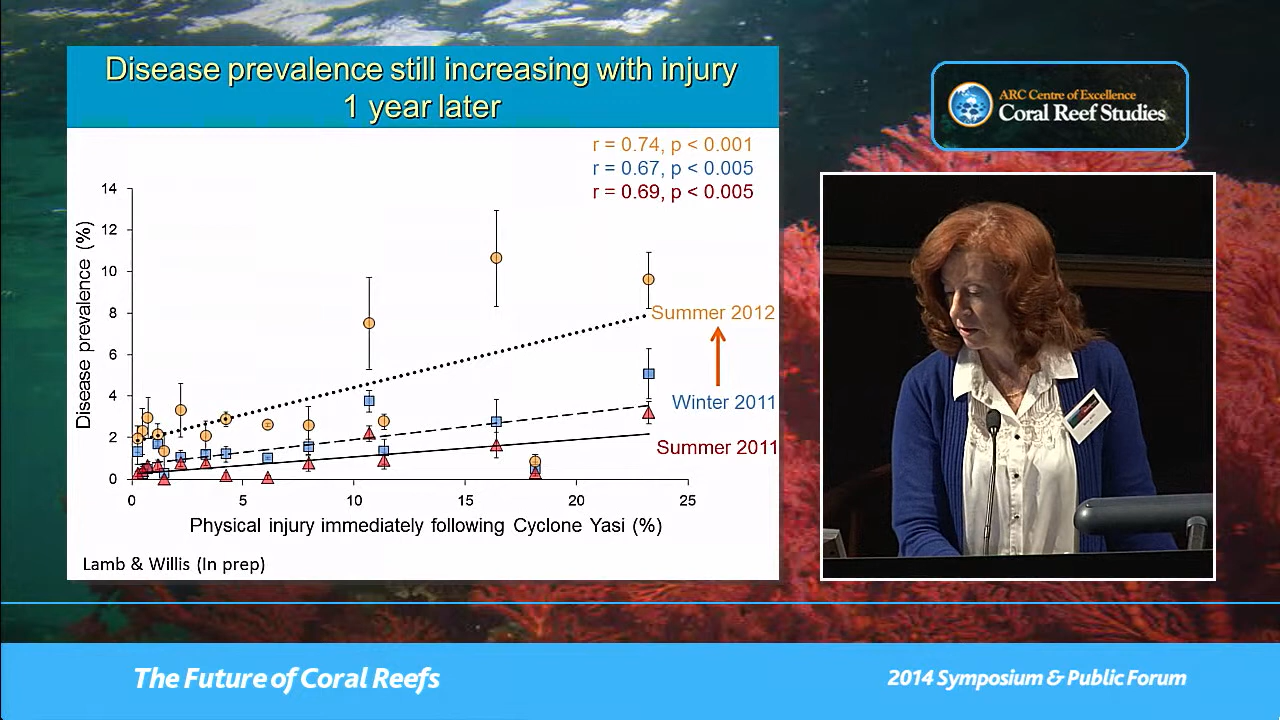 Disease prevalence still increasing with injury
1 year later
r = 0.74, p < 0.001
r = 0.67, p < 0.005
r = 0.69, p < 0.005
14
12
10
8
6
4
2
0
Disease prevalence (%)
Summer 2012
Winter 2011
Summer 2011
0 5 10 15 20 25
Physical injury immediately following Cyclone Yasi (%)
Lamb & Willis (In prep)
ARC Centre of Excellence
Coral Reef Studies
The Future of Coral Reefs
2014 Symposium & Public Forum